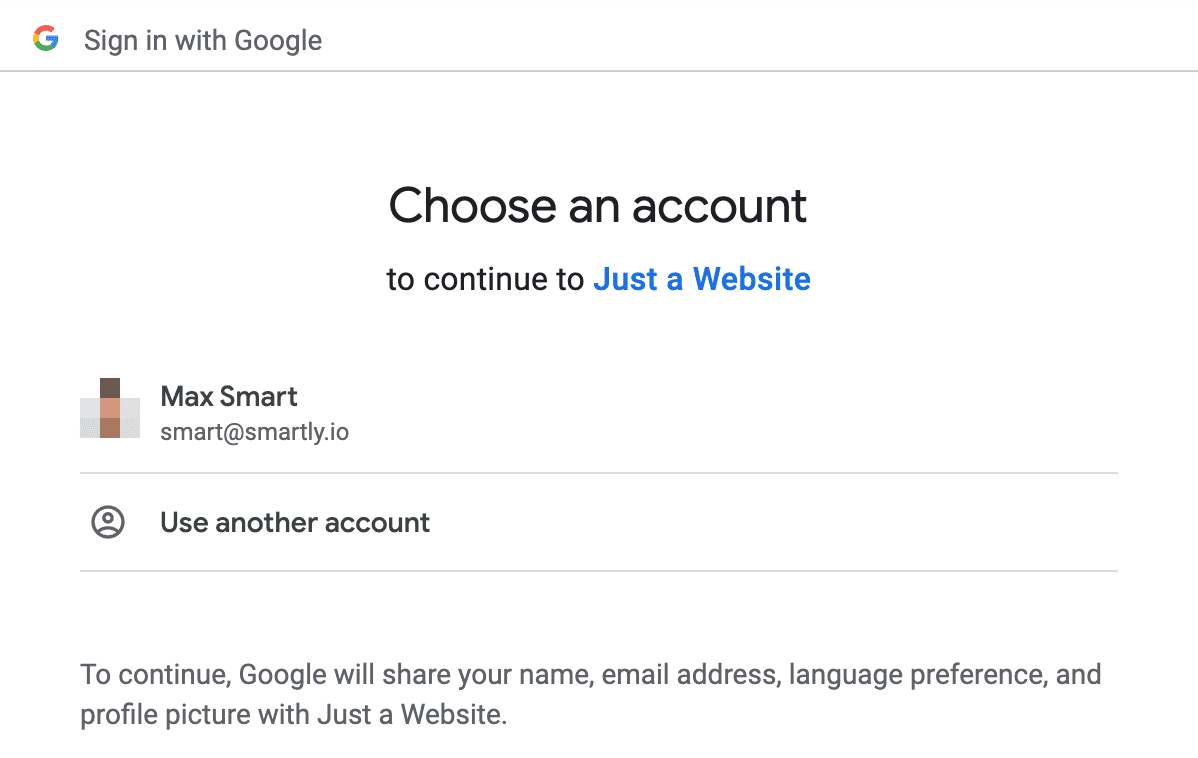 Sign in with Google
Choose an account
to continue to Just a Website
Max Smart
smart@smartly.io
Use another account
To continue, Google will share your name, email address, language preference, and
profile picture with Just a Website.